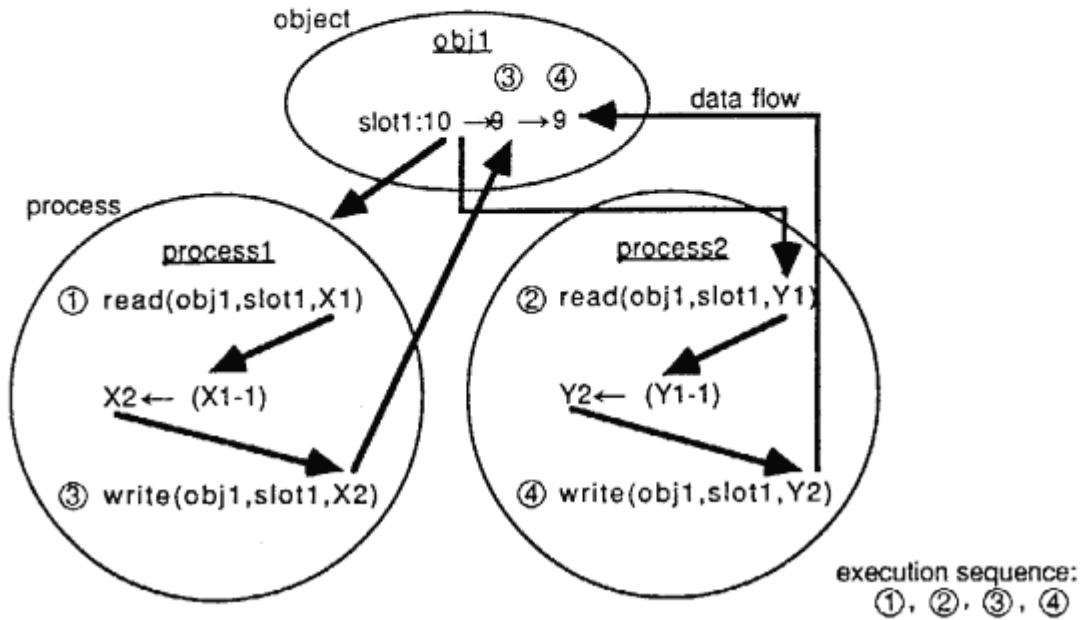 object
obj1
③ ④
slot1:10 →9 →9
data flow
process
process1
① read(obj1,slot1,X1)
X2← (X1-1)
③ write(obj1,slot1,X2)
process2
② read(obj1,slot1,Y1)
Y2← (Y1-1)
④ write(obj1,slot1,Y2)
execution sequence:
①, ②, ③, ④